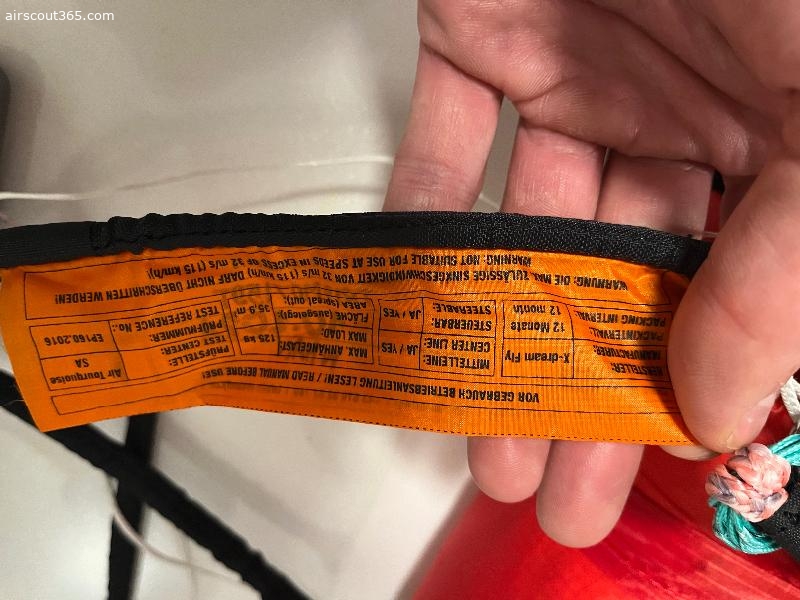 airscout365.com
VOR GEBRAUCH BETRIEBSANLEITUNG LESEN! / READ MANUAL BEFORE USE!
HERSTELLER:
MANUFACTURER:
X-dream Fly
PACKINTERVALL:
PACKING INTERVAL
12 Monate
12 month
MITTELLEINE:
CENTER LINE:
JA / YES
STEUERBAR:
STEERABLE:
JA / YES
MAX. ANHÄNGELAST:
MAX LOAD:
125 kg
FLÄCHE (ausgelegt):
AREA (spreat out):
35.9 m²
PRÜFSTELLE:
TEST CENTER:
Air Tourquoise
SA
PRÜFNUMMER:
TEST REFERENCE No.:
EP160.2016
WARNUNG: DIE MAX ZULÄSSIGE SINKGESCHWINDIGKEIT VON 32 m/s (115 km/h) DARF NICHT ÜBERSCHRITTEN WERDEN!
WARNING: NOT SUITABLE FOR USE AT SPEEDS IN EXCESS OF 32 m/s (115 km/h)!